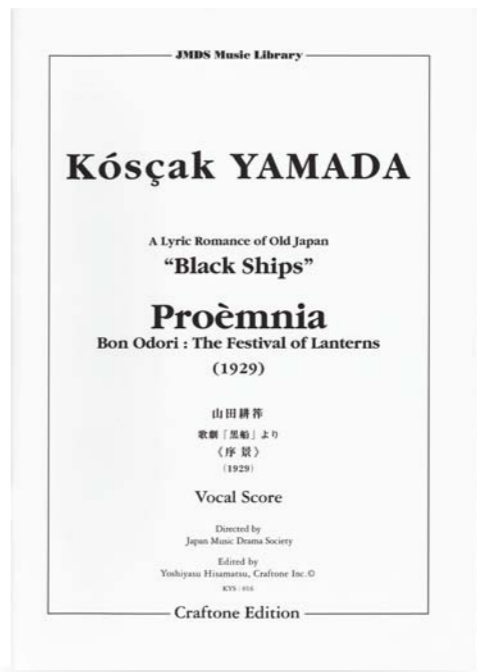 JMDS Music Library
Kósçak YAMADA
A Lyric Romance of Old Japan
“Black Ships”
Proèmnia
Bon Odori : The Festival of Lanterns
(1929)
山田耕筰
歌劇「黒船」より
《序景》
(1929)
Vocal Score
Directed by
Japan Music Drama Society
Edited by
Yoshiyasu Hisamatsu, Craftone Inc.©
KYS : 016
Craftone Edition